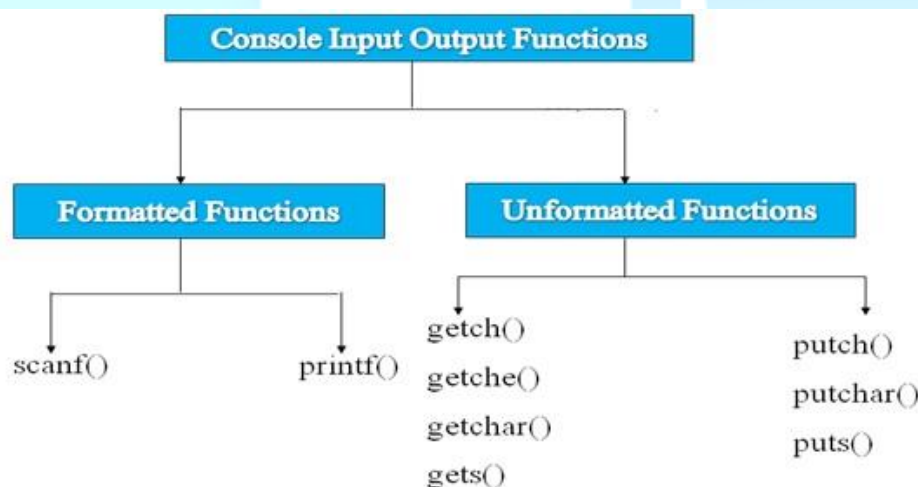 Console Input Output Functions
Formatted Functions
Unformatted Functions
scanf()
printf()
getch()
getche()
getchar()
gets()
putch()
putchar()
puts()